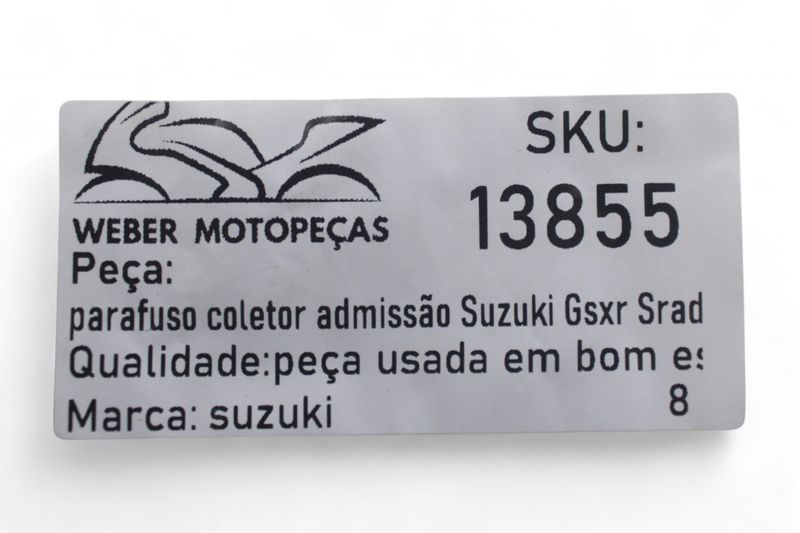 SKU:
13855
WEBER MOTOPEÇAS
Peça:
parafuso coletor admissão Suzuki Gsxr Srad
Qualidade:peça usada em bom
Marca: suzuki
8